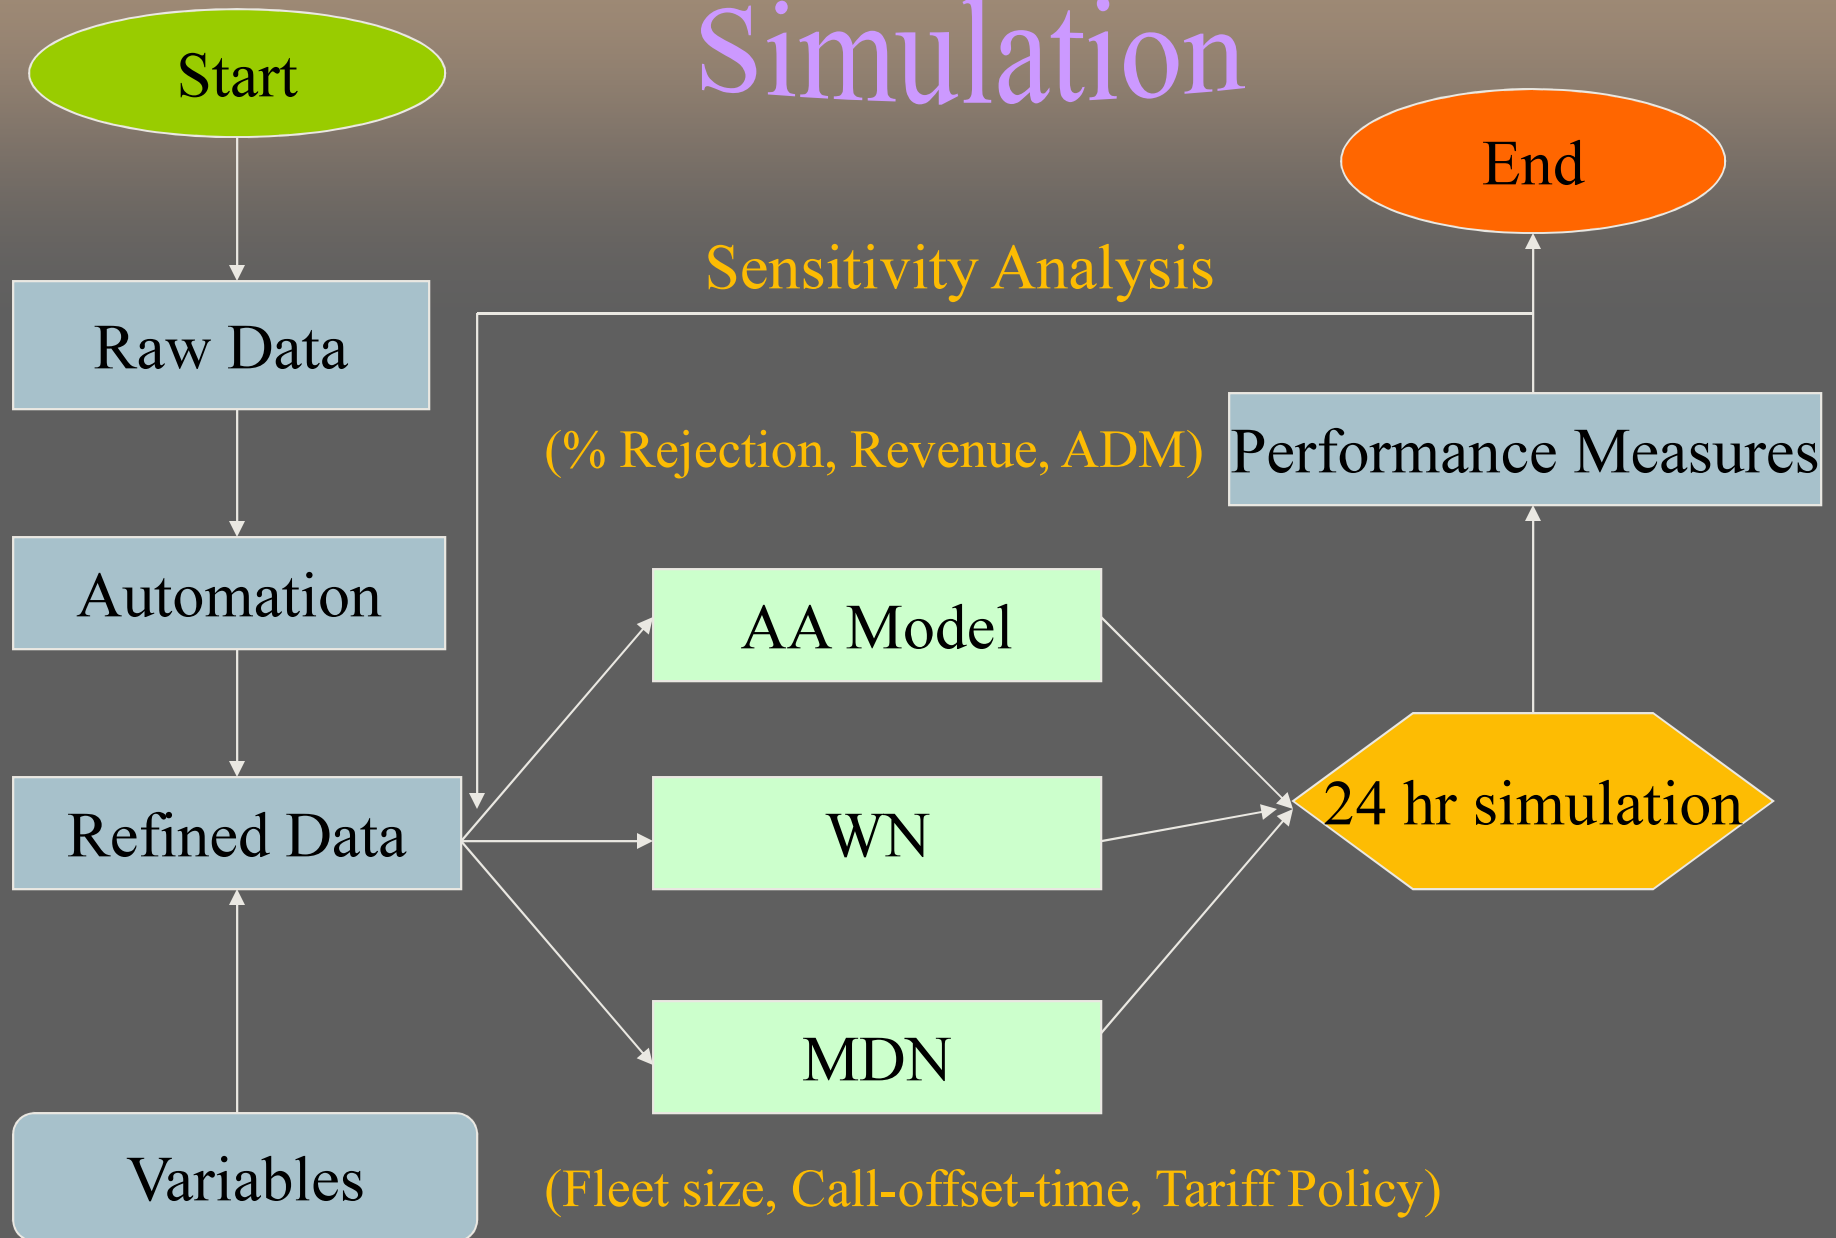 Simulation
Start
End
Sensitivity Analysis
Raw Data
(% Rejection, Revenue, ADM)
Performance Measures
Automation
AA Model
24 hr simulation
Refined Data
WN
MDN
Variables
(Fleet size, Call-offset-time, Tariff Policy)